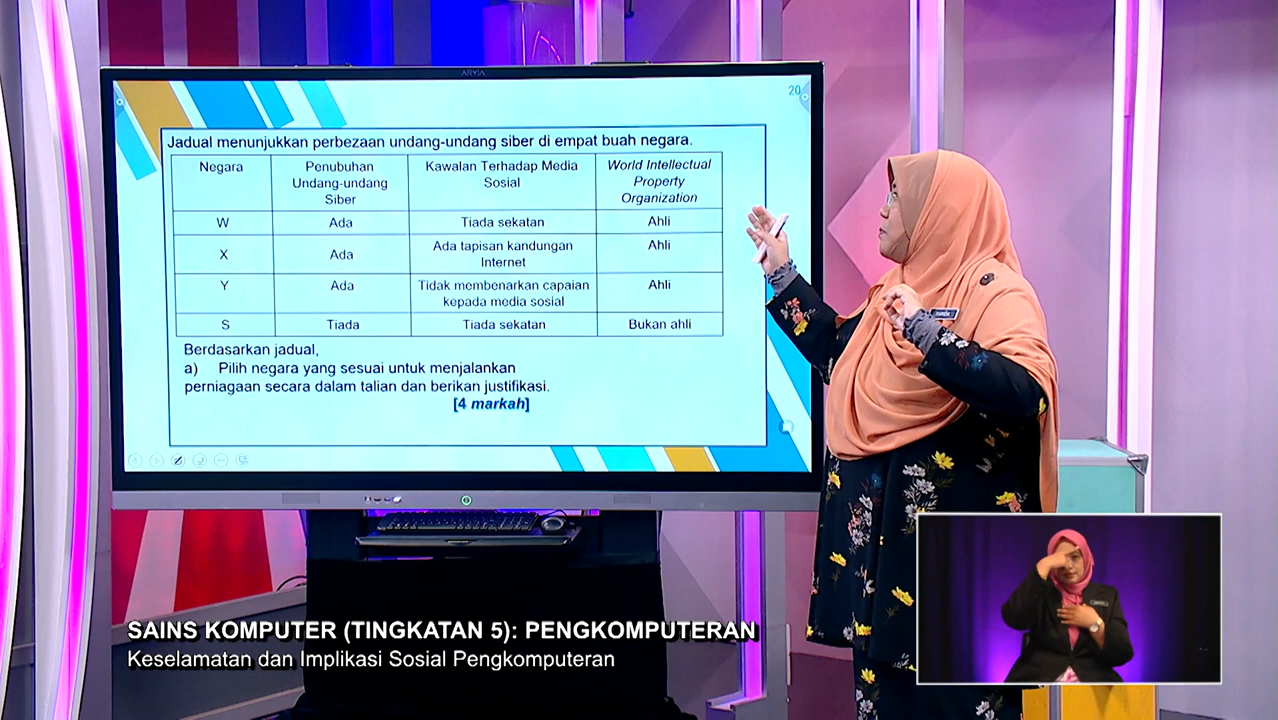 ARVIA
20
Jadual menunjukkan perbezaan undang-undang siber di empat buah negara.
Negara
Penubuhan
Undang-undang
Siber
Kawalan Terhadap Media
Sosial
World Intellectual
Property
Organization
W
Ada
Tiada sekatan
Ahli
X
Ada
Ada tapisan kandungan
Internet
Ahli
Y
Ada
Tidak membenarkan capaian
kepada media sosial
Ahli
S
Tiada
Tiada sekatan
Bukan ahli
Berdasarkan jadual,
a) Pilih negara yang sesuai untuk menjalankan
perniagaan secara dalam talian dan berikan justifikasi.
[4 markah]
SAINS KOMPUTER (TINGKATAN 5): PENGKOMPUTERAN
Keselamatan dan Implikasi Sosial Pengkomputeran